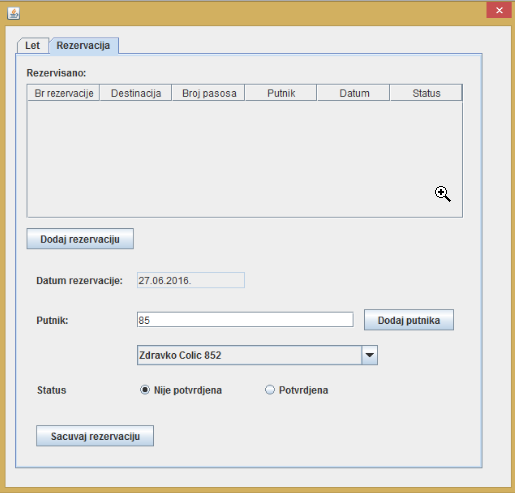 Let Rezervacija
Rezervisano:
Br rezervacije Destinacija Broj pasosa Putnik Datum Status
Dodaj rezervaciju
Datum rezervacije: 27.06.2016.
Putnik: 85 Dodaj putnika
Zdravko Colic 852
Status Nije potvrdjena Potvrdjena
Sacuvaj rezervaciju